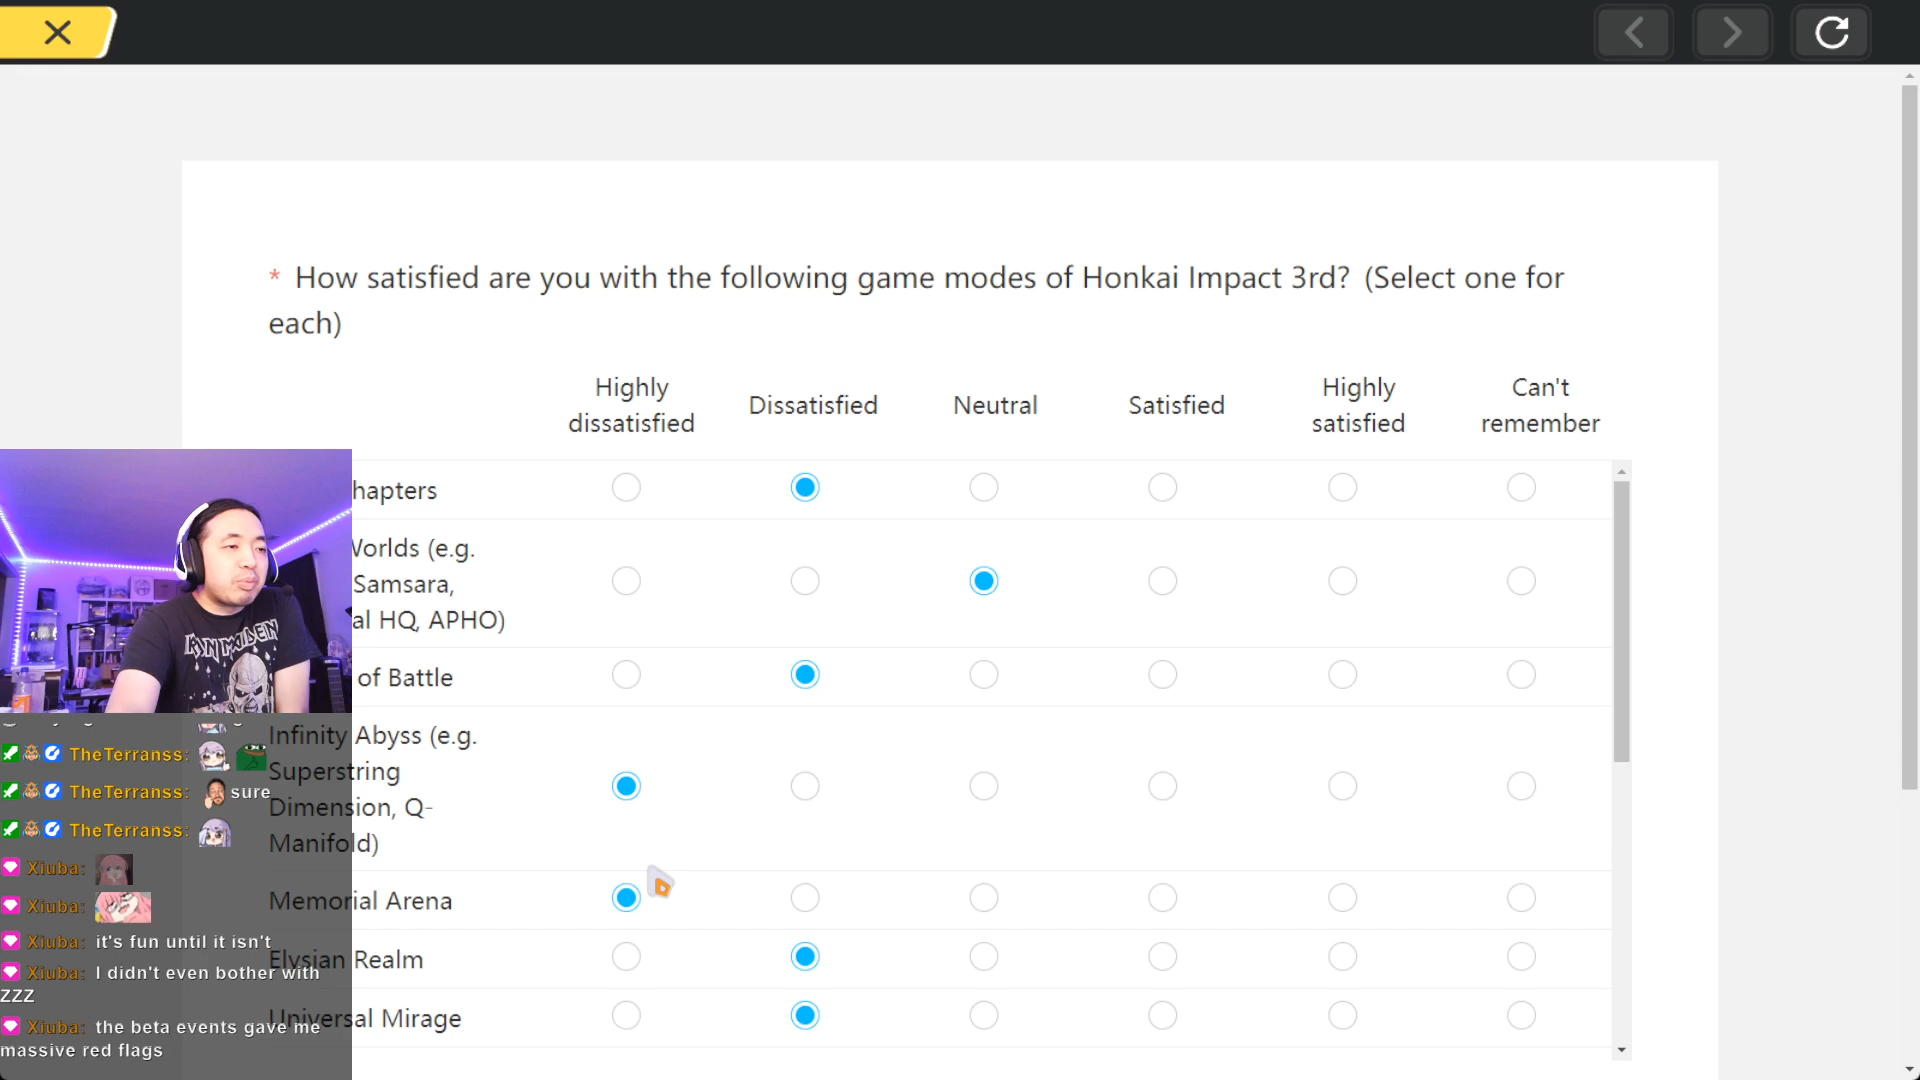 * How satisfied are you with the following game modes of Honkai Impact 3rd? (Select one for
each)
Highly
dissatisfied
Dissatisfied
Neutral
Satisfied
Highly
satisfied
Can't
remember
hapters
Worlds (e.g.
Samsara,
al HQ, APHO)
of Battle
Infinity Abyss (e.g.
Superstring
Dimension, Q-
Manifold)
Memorial Arena
Elysian Realm
Universal Mirage
IRON MAIDEN
TheTerranss:
TheTerranss: sure
TheTerranss:
Xiuba:
Xiuba:
Xiuba: it's fun until it isn't
Xiuba: I didn't even bother with
ZZZ
Xiuba: the beta events gave me
massive red flags